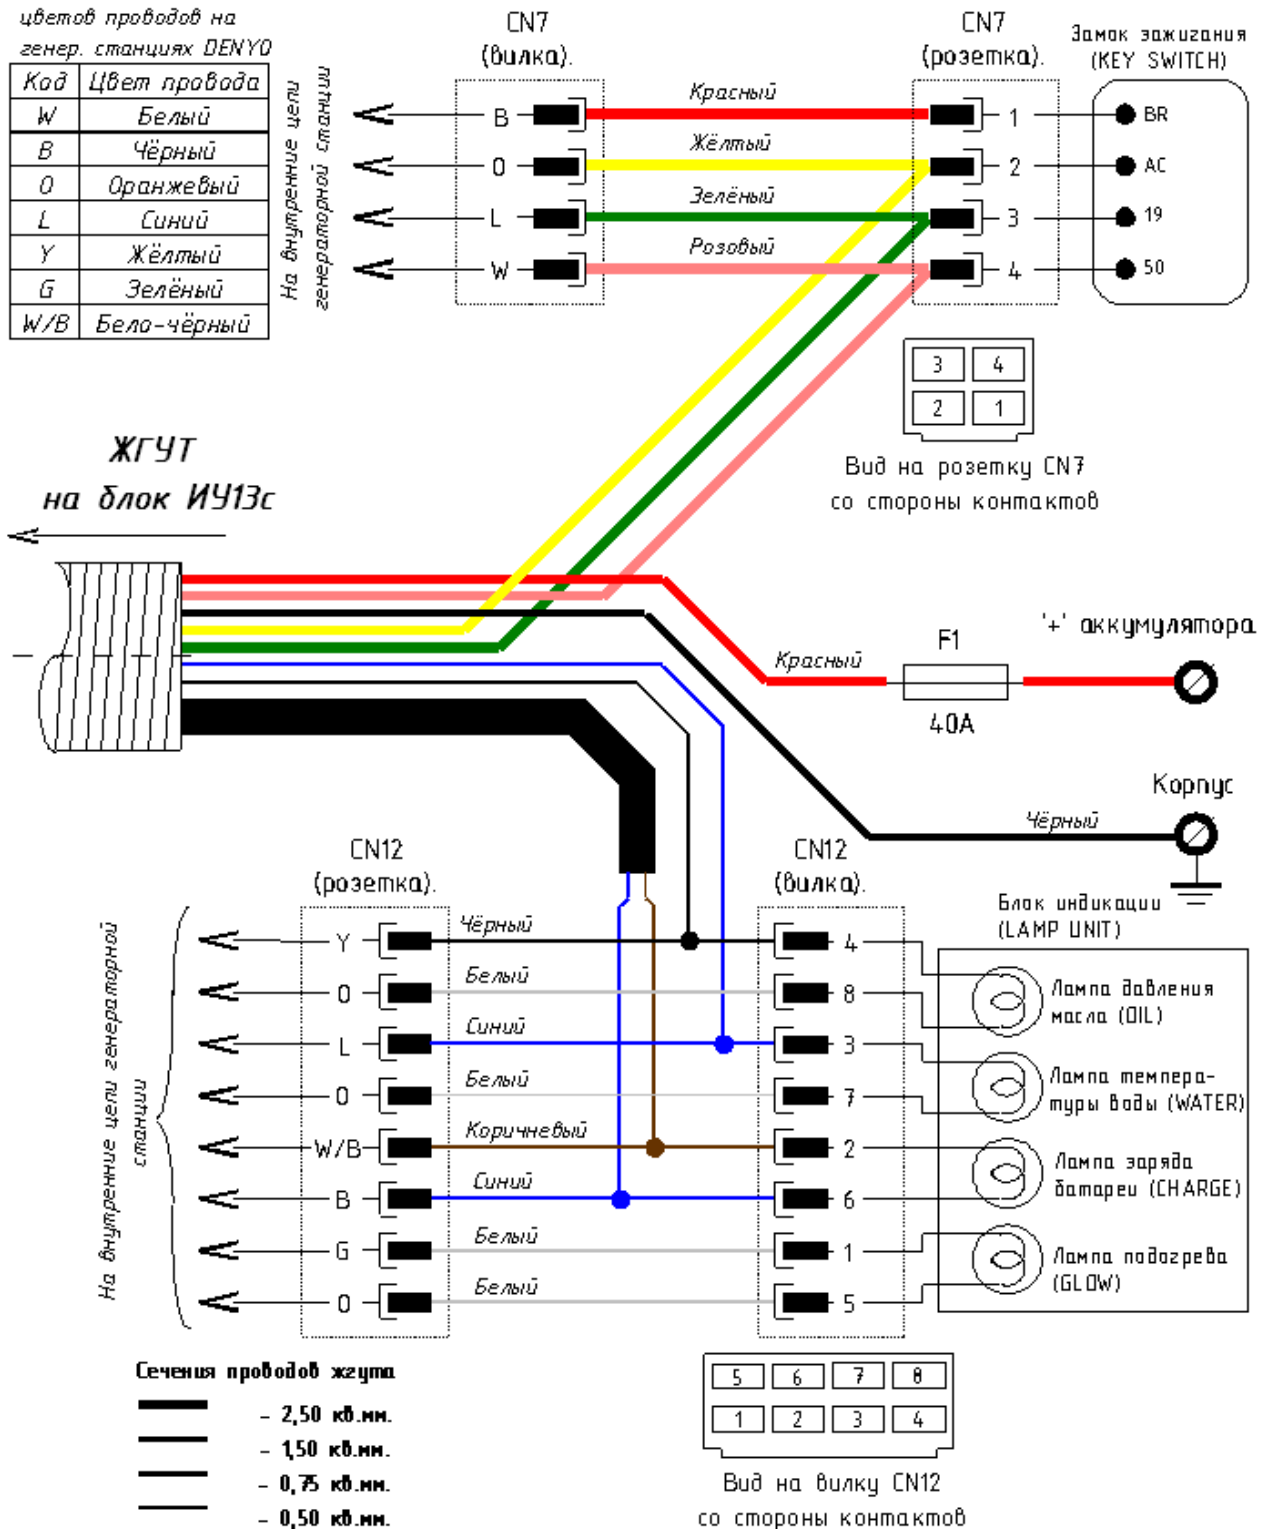 цветов проводов на
генер. станциях DENYO
Код Цвет провода
W Белый
B Чёрный
O Оранжевый
L Синий
Y Жёлтый
G Зелёный
W/B Бело-чёрный
На внутренние цепи
генераторной станции
CN7
(вилка).
CN7
(розетка).
Замок зажигания
(KEY SWITCH)
B Красный 1 BR
O Жёлтый 2 AC
L Зелёный 3 19
W Розовый 4 50
3 4
2 1
Вид на розетку CN7
со стороны контактов
ЖГУТ
на блок ИУ13с
'+' аккумулятора
Красный
F1
40A
Корпус
Чёрный
CN12
(розетка).
CN12
(вилка).
Блок индикации
(LAMP UNIT)
На внутренние цепи генераторной
станции
Y Чёрный 4
O Белый 8
L Синий 3
O Белый 7
W/B Коричневый 2
B Синий 6
G Белый 1
O Белый 5
Лампа давления
масла (OIL)
Лампа темпера-
туры воды (WATER)
Лампа заряда
батареи (CHARGE)
Лампа подогрева
(GLOW)
Сечения проводов жгута
- 2,50 кв.мм.
- 1,50 кв.мм.
- 0,75 кв.мм.
- 0,50 кв.мм.
5 6 7 8
1 2 3 4
Вид на вилку CN12
со стороны контактов